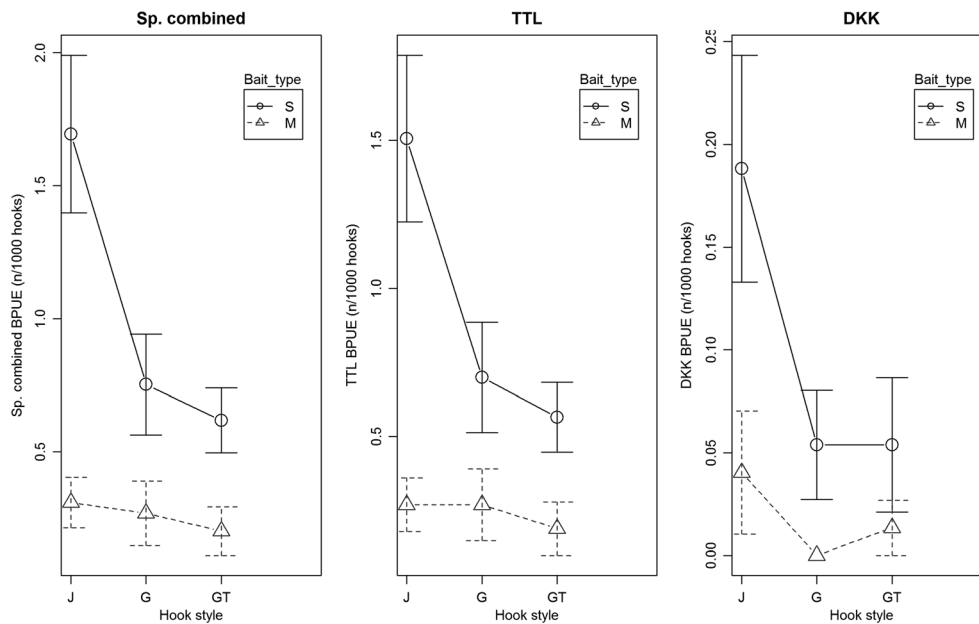 Sp. combined
Sp. combined BPUE (n/1000 hooks)
2.0
1.5
1.0
0.5
Bait_type
S
M
J G GT
Hook style
TTL
TTL BPUE (n/1000 hooks)
1.5
1.0
0.5
Bait_type
S
M
J G GT
Hook style
DKK
DKK BPUE (n/1000 hooks)
0.25
0.20
0.15
0.10
0.05
0.00
Bait_type
S
M
J G GT
Hook style